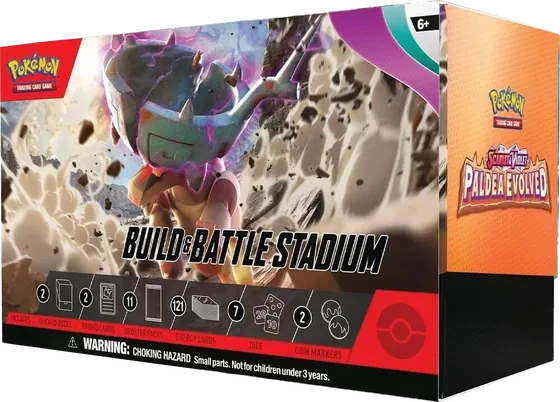 6+
POKÉMON
TRADING CARD GAME
POKÉMON
TRADING CARD GAME
SCARLET & VIOLET
PALDEA EVOLVED
BUILD & BATTLE STADIUM
2 2 11 121 7 2
INCLUDES PROMO CARDS BOOSTER PACKS ENERGY CARDS DICE COIN MARKERS
WARNING: CHOKING HAZARD Small parts. Not for children under 3 years.